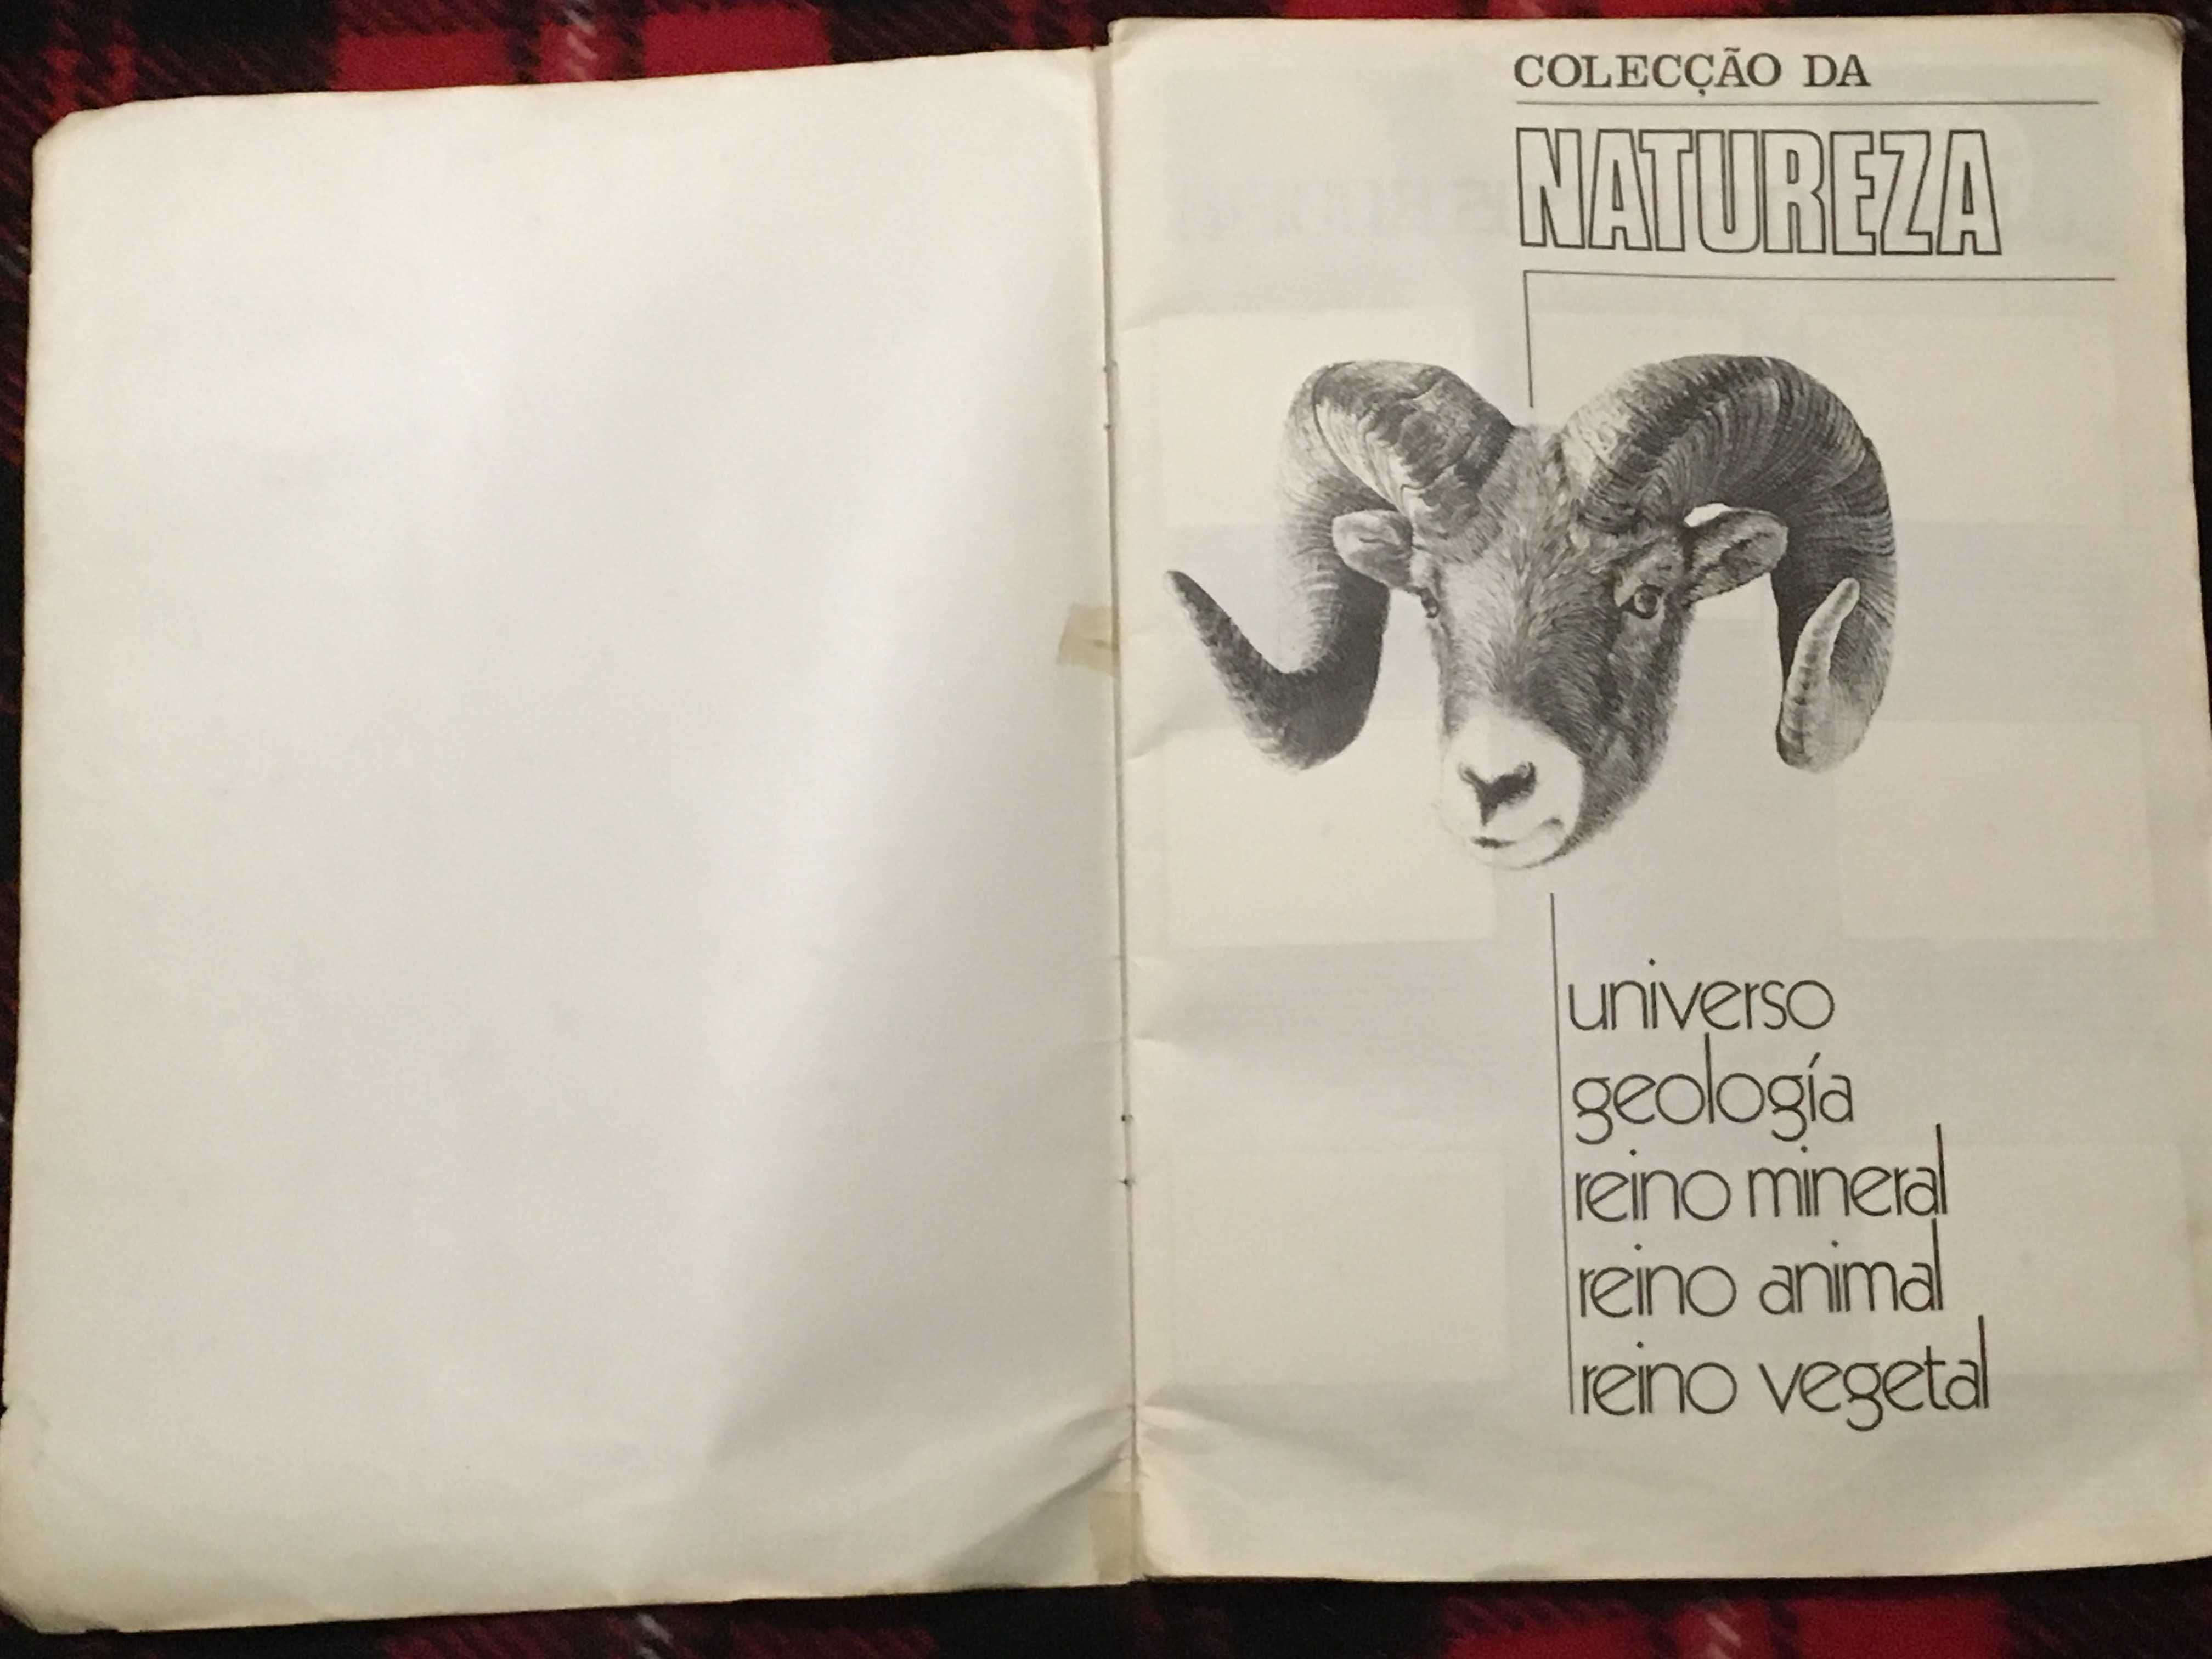 COLECÇÃO DA
NATUREZA
universo
geología
reino mineral
reino animal
reino vegetal